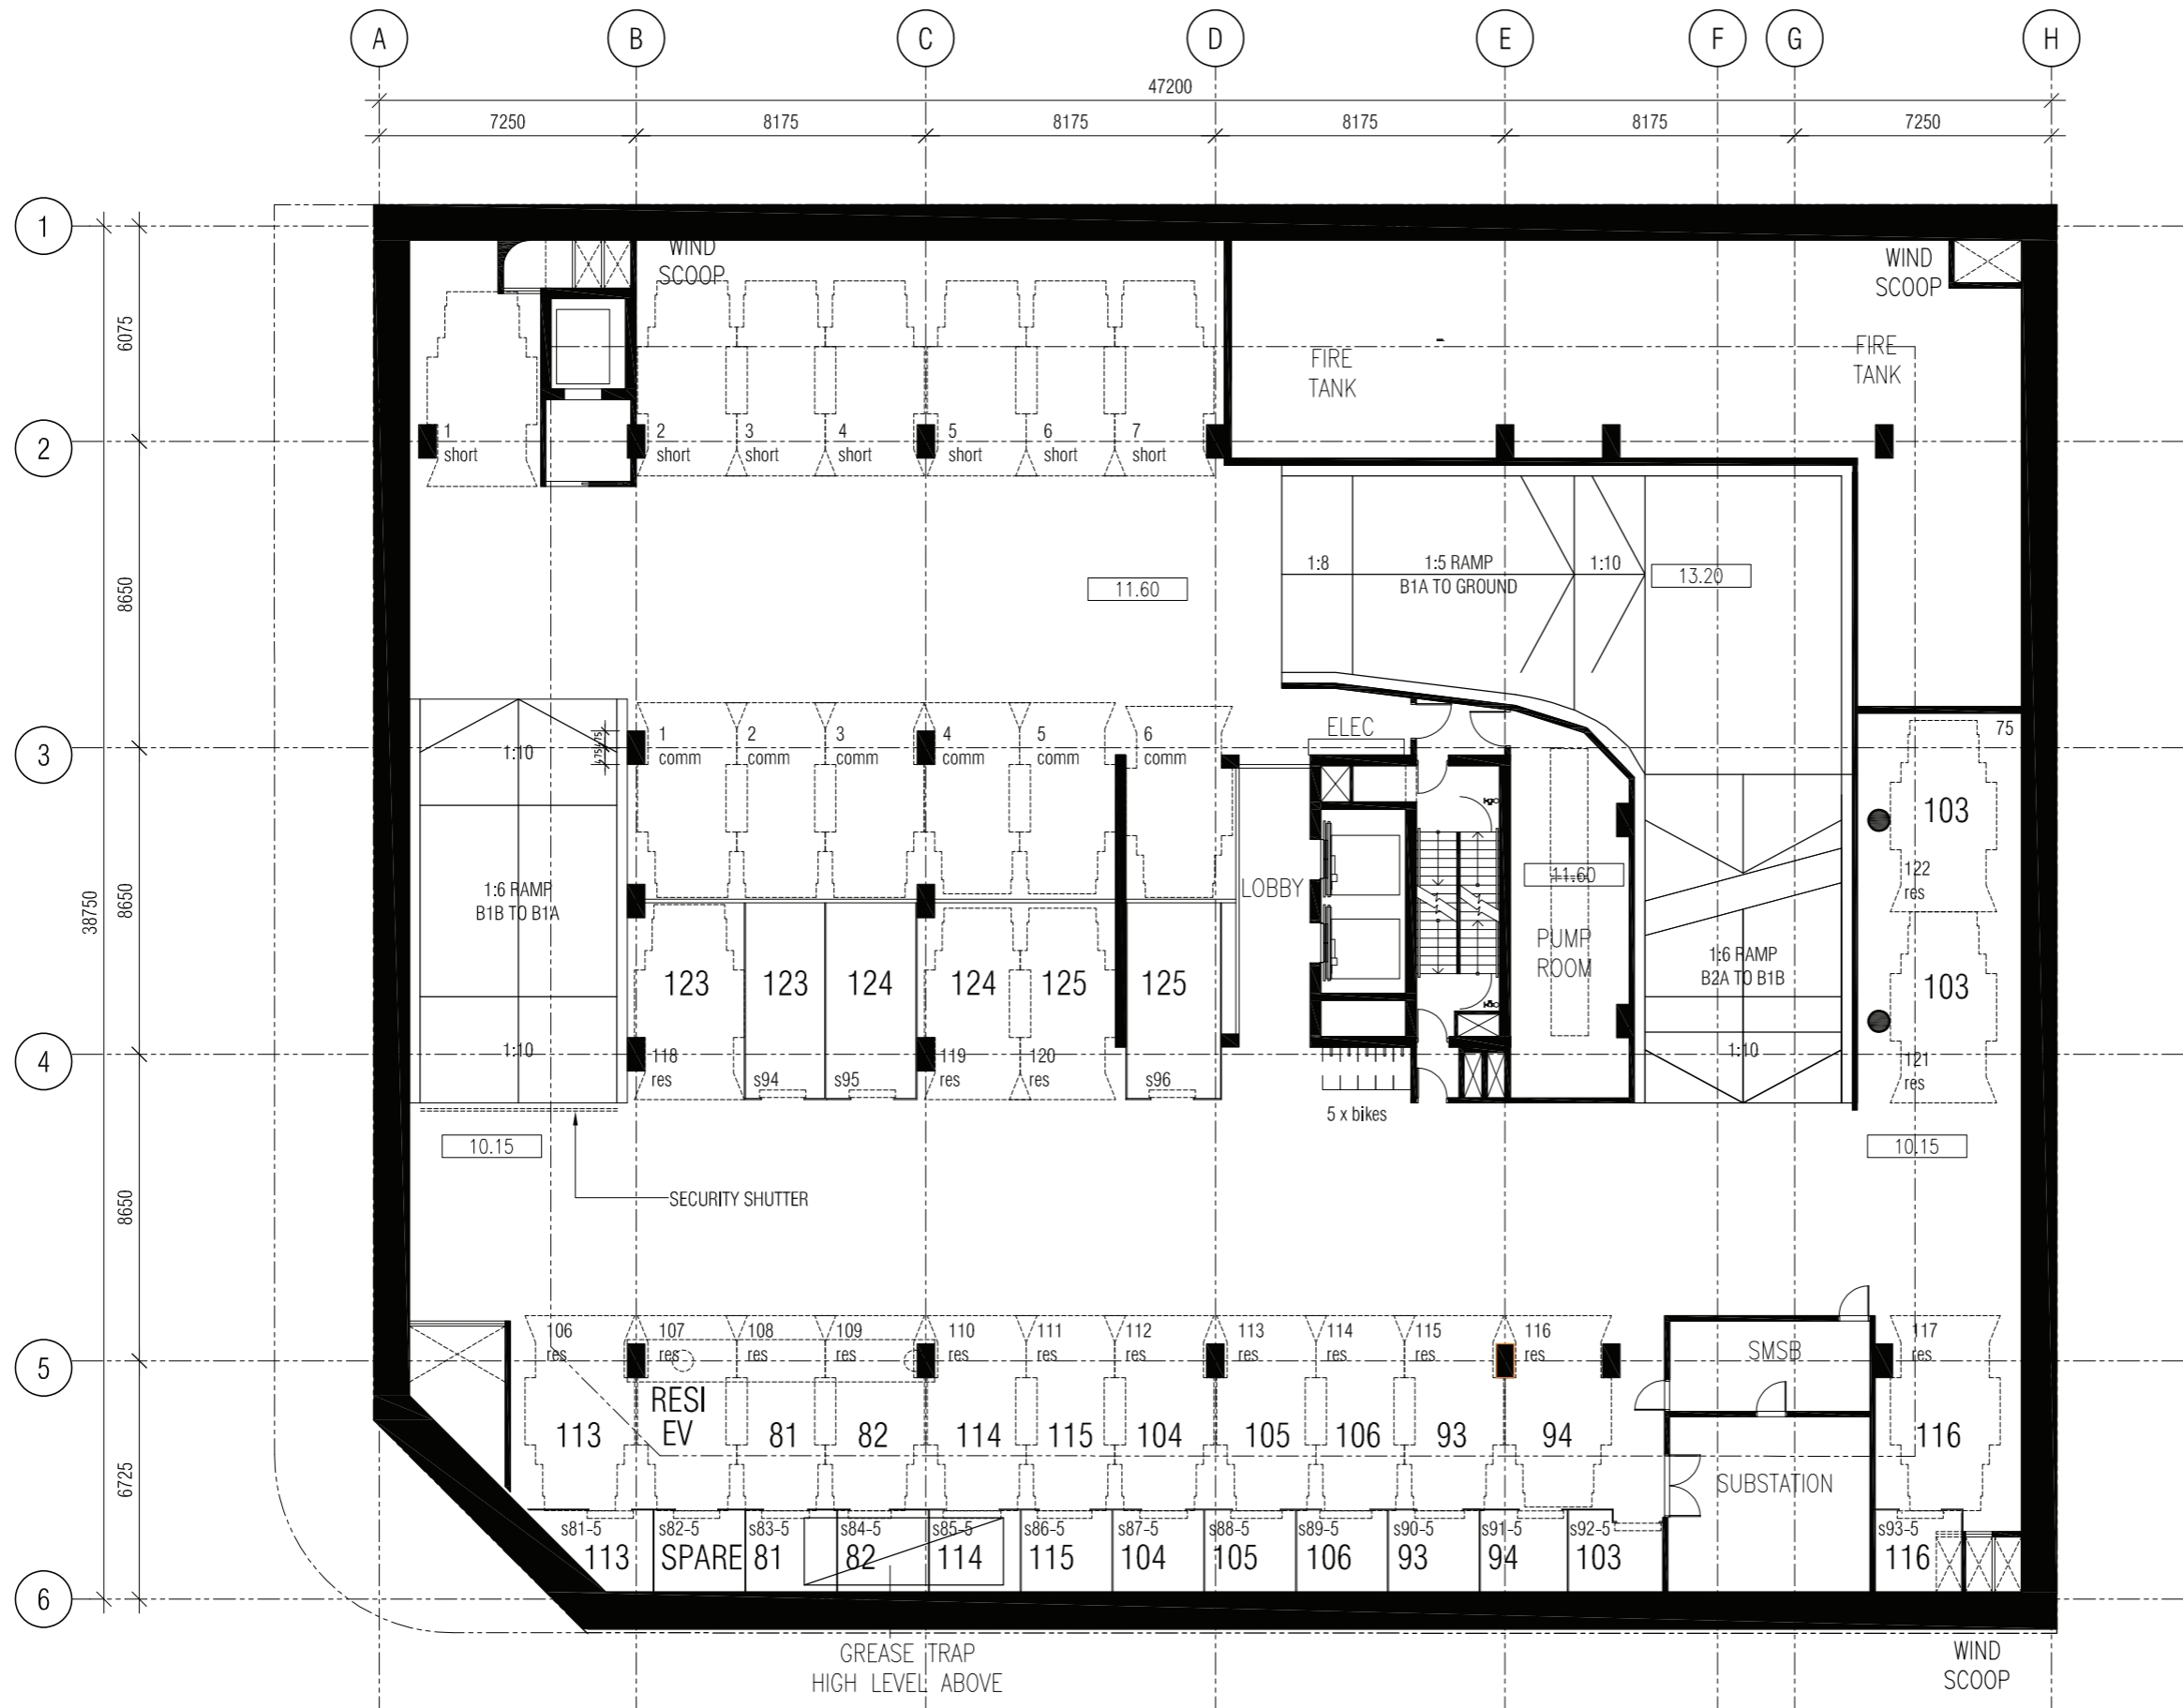 A
B
C
D
E
F
G
H
47200
7250
8175
8175
8175
8175
7250
1
2
3
4
5
6
6075
8650
8650
8650
6725
38750
WIND
SCOOP
WIND
SCOOP
FIRE
TANK
FIRE
TANK
1
short
2
short
3
short
4
short
5
short
6
short
7
short
11.60
1:8
1:5 RAMP
B1A TO GROUND
1:10
13.20
1:10
1:6 RAMP
B1B TO B1A
1:10
1
comm
2
comm
3
comm
4
comm
5
comm
6
comm
ELEC
LOBBY
11.60
PUMP
ROOM
1:6 RAMP
B2A TO B1B
1:10
75
103
122
res
103
121
res
123
123
124
124
125
125
118
res
s94
s95
119
res
120
res
s96
5 x bikes
10.15
10.15
SECURITY SHUTTER
106
res
107
res
108
res
109
res
110
res
111
res
112
res
113
res
114
res
115
res
116
res
117
res
SMSB
SUBSTATION
113
RESI
EV
81
82
114
115
104
105
106
93
94
116
s81-5
s82-5
s83-5
s84-5
s85-5
s86-5
s87-5
s88-5
s89-5
s90-5
s91-5
s92-5
s93-5
113
SPARE
81
82
114
115
104
105
106
93
94
103
116
GREASE TRAP
HIGH LEVEL ABOVE
WIND
SCOOP